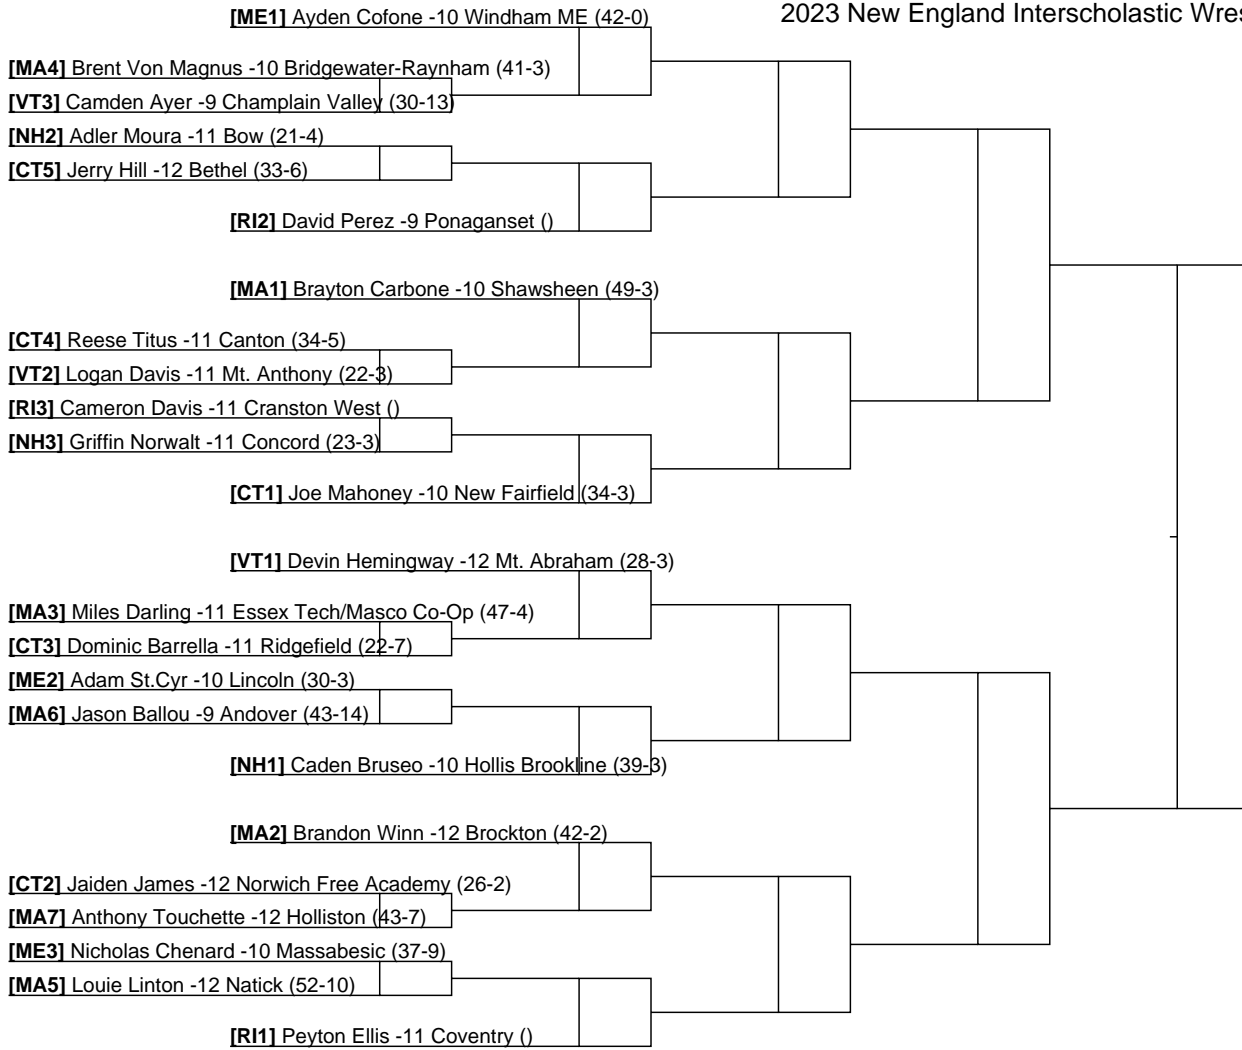 [ME1] Ayden Cofone -10 Windham ME (42-0)
2023 New England Interscholastic Wres
[MA4] Brent Von Magnus -10 Bridgewater-Raynham (41-3)
[VT3] Camden Ayer -9 Champlain Valley (30-13)
[NH2] Adler Moura -11 Bow (21-4)
[CT5] Jerry Hill -12 Bethel (33-6)
[RI2] David Perez -9 Ponaganset ()
[MA1] Brayton Carbone -10 Shawsheen (49-3)
[CT4] Reese Titus -11 Canton (34-5)
[VT2] Logan Davis -11 Mt. Anthony (22-3)
[RI3] Cameron Davis -11 Cranston West ()
[NH3] Griffin Norwalt -11 Concord (23-3)
[CT1] Joe Mahoney -10 New Fairfield (34-3)
[VT1] Devin Hemingway -12 Mt. Abraham (28-3)
[MA3] Miles Darling -11 Essex Tech/Masco Co-Op (47-4)
[CT3] Dominic Barrella -11 Ridgefield (22-7)
[ME2] Adam St.Cyr -10 Lincoln (30-3)
[MA6] Jason Ballou -9 Andover (43-14)
[NH1] Caden Bruseo -10 Hollis Brookline (39-3)
[MA2] Brandon Winn -12 Brockton (42-2)
[CT2] Jaiden James -12 Norwich Free Academy (26-2)
[MA7] Anthony Touchette -12 Holliston (43-7)
[ME3] Nicholas Chenard -10 Massabesic (37-9)
[MA5] Louie Linton -12 Natick (52-10)
[RI1] Peyton Ellis -11 Coventry ()